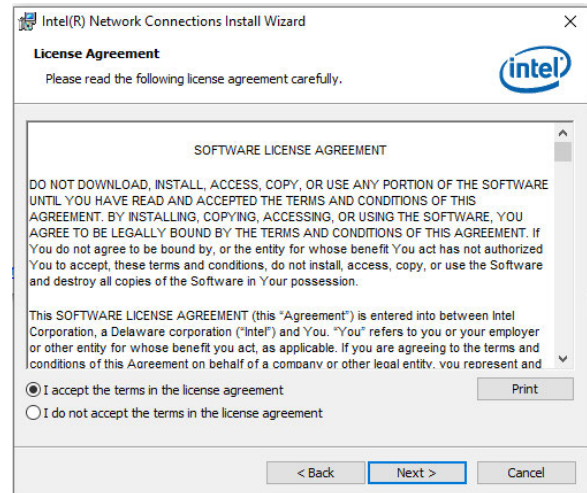 Intel(R) Network Connections Install Wizard
License Agreement
Please read the following license agreement carefully.
intel
SOFTWARE LICENSE AGREEMENT
DO NOT DOWNLOAD, INSTALL, ACCESS, COPY, OR USE ANY PORTION OF THE SOFTWARE
UNTIL YOU HAVE READ AND ACCEPTED THE TERMS AND CONDITIONS OF THIS
AGREEMENT. BY INSTALLING, COPYING, ACCESSING, OR USING THE SOFTWARE, YOU
AGREE TO BE LEGALLY BOUND BY THE TERMS AND CONDITIONS OF THIS AGREEMENT. If
You do not agree to be bound by, or the entity for whose benefit You act has not authorized
You to accept, these terms and conditions, do not install, access, copy, or use the Software
and destroy all copies of the Software in Your possession.
This SOFTWARE LICENSE AGREEMENT (this “Agreement”) is entered into between Intel
Corporation, a Delaware corporation (“Intel”) and You. “You” refers to you or your employer
or other entity for whose benefit you act, as applicable. If you are agreeing to the terms and
conditions of this Agreement on behalf of a company or other legal entity, you represent and
I accept the terms in the license agreement
Print
I do not accept the terms in the license agreement
< Back
Next >
Cancel